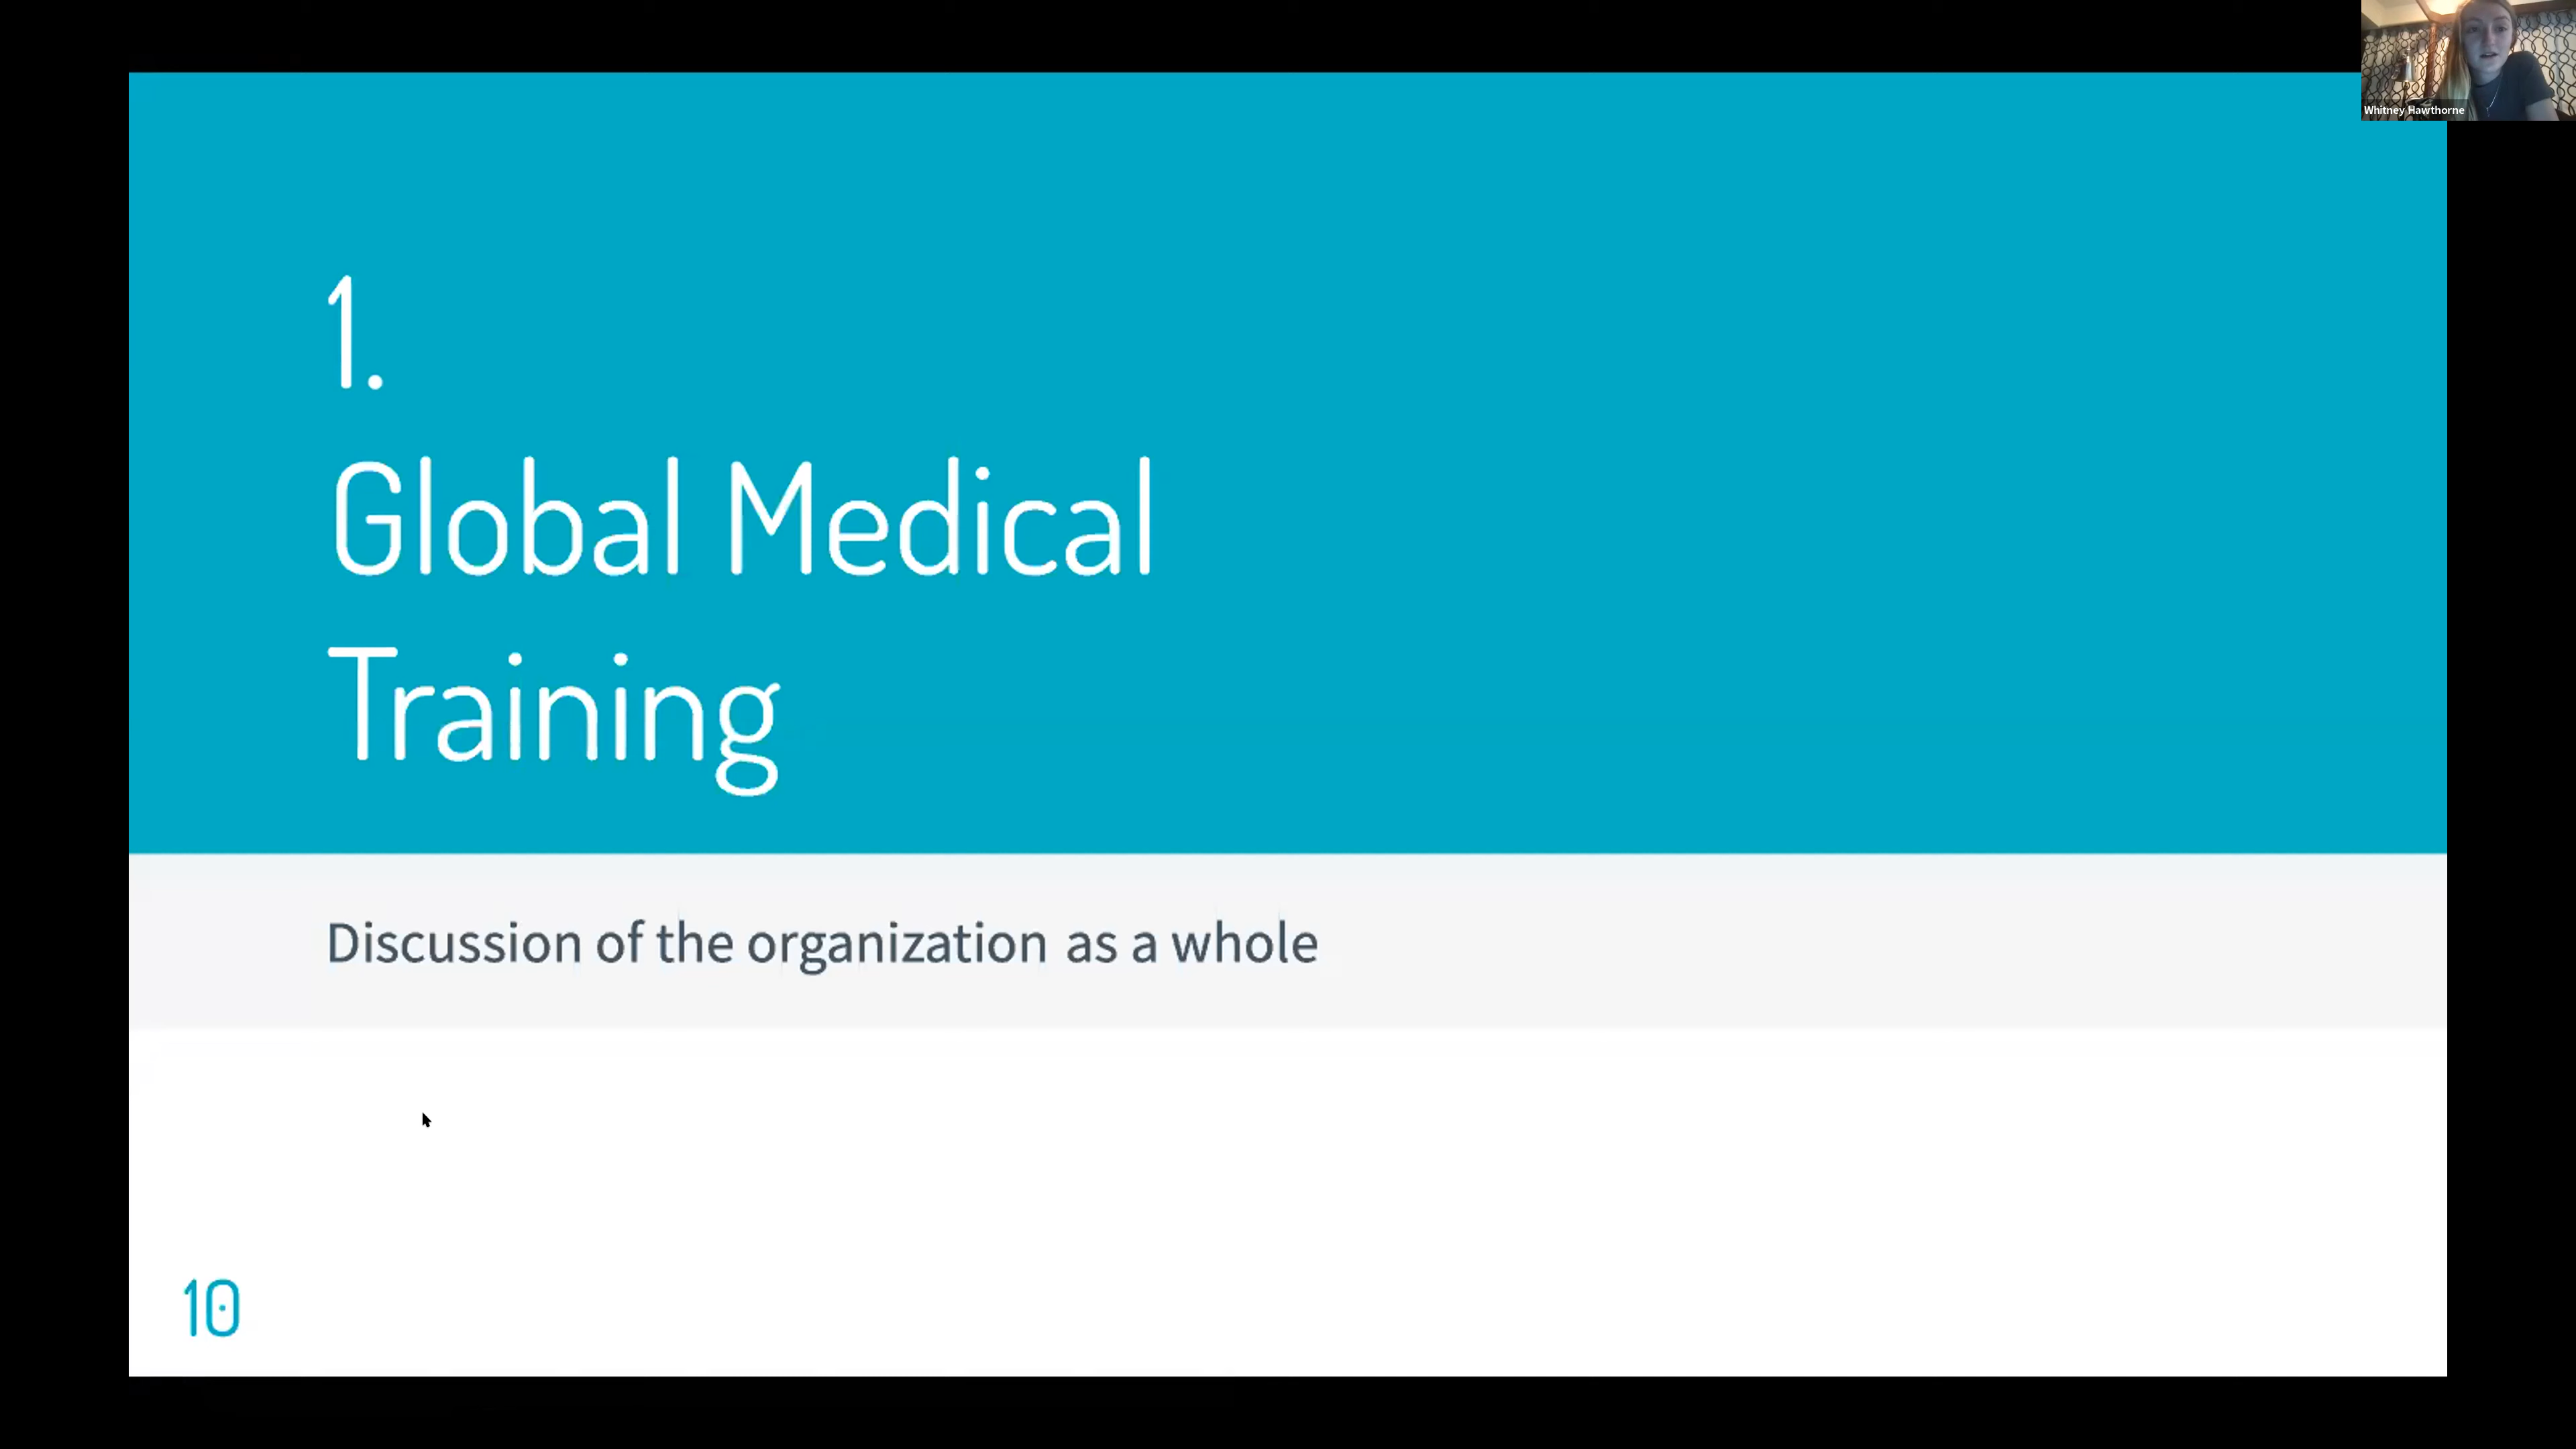 Whitney Hawthorne
1.
Global Medical
Training
Discussion of the organization as a whole
10